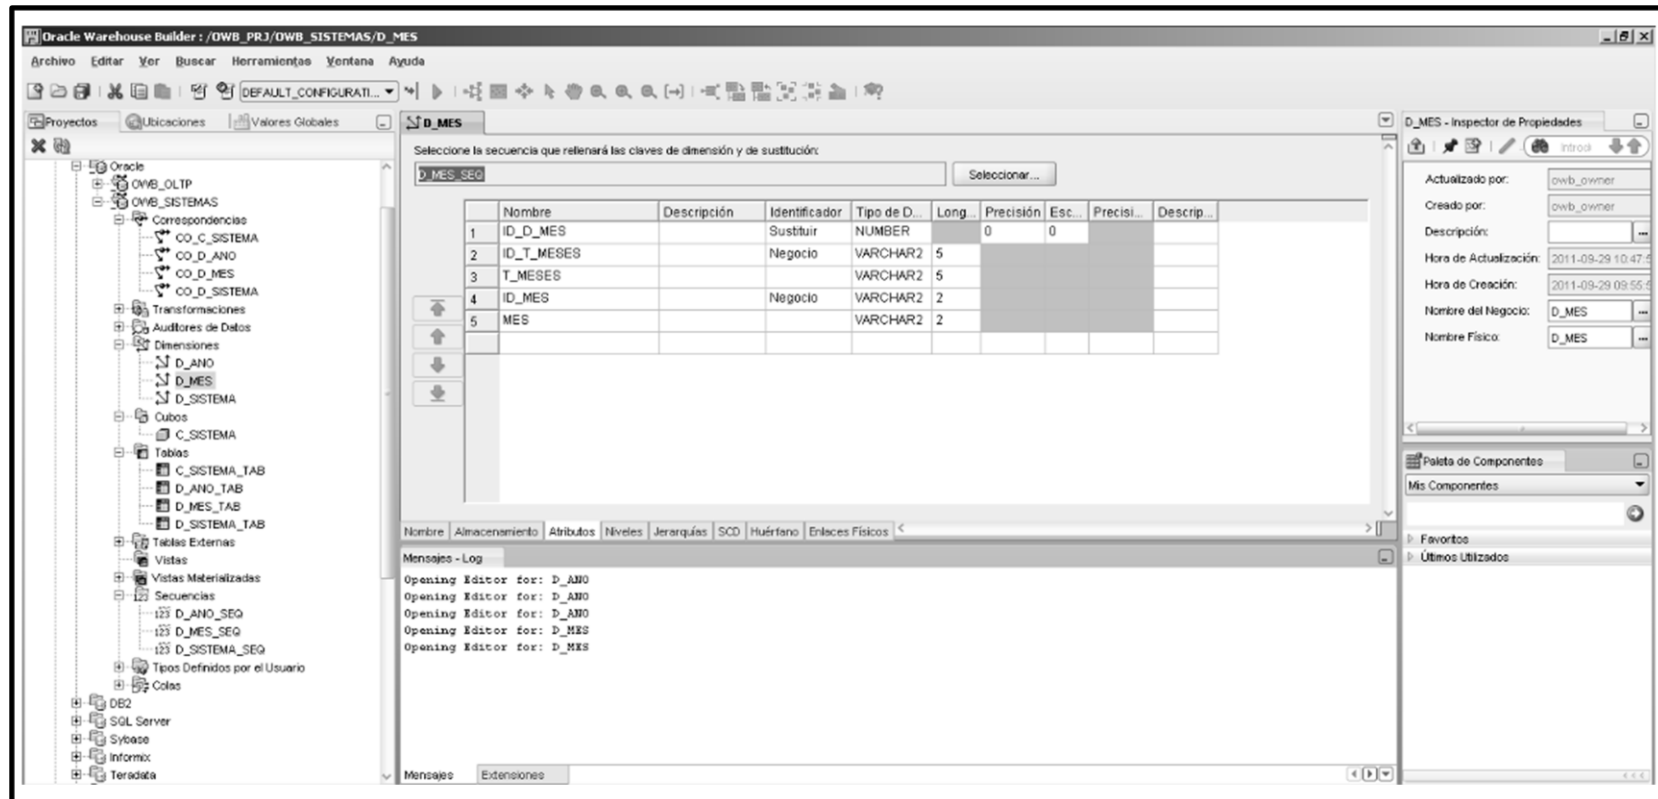 Oracle Warehouse Builder : /OWB_PRJ/OWB_SISTEMAS/D_MES
Archivo Editar Ver Buscar Herramientas Ventana Ayuda
DEFAULT_CONFIGURATI...
Proyectos Ubicaciones Valores Globales
Oracle
OWB_OLTP
OWB_SISTEMAS
Correspondencias
CO_C_SISTEMA
CO_D_ANO
CO_D_MES
CO_D_SISTEMA
Transformaciones
Auditores de Datos
Dimensiones
D_ANO
D_MES
D_SISTEMA
Cubos
C_SISTEMA
Tablas
C_SISTEMA_TAB
D_ANO_TAB
D_MES_TAB
D_SISTEMA_TAB
Tablas Externas
Vistas
Vistas Materializadas
Secuencias
D_ANO_SEQ
D_MES_SEQ
D_SISTEMA_SEQ
Tipos Definidos por el Usuario
Colas
DB2
SQL Server
Sybase
Informix
Teradata
D_MES
Seleccione la secuencia que rellenará las claves de dimensión y de sustitución:
D_MES_SEQ Seleccionar...
Nombre Descripción Identificador Tipo de D... Long... Precisión Esc... Precisi... Descrip...
1 ID_D_MES Sustituir NUMBER 0 0
2 ID_T_MESES Negocio VARCHAR2 5
3 T_MESES VARCHAR2 5
4 ID_MES Negocio VARCHAR2 2
5 MES VARCHAR2 2
Nombre Almacenamiento Atributos Niveles Jerarquías SCD Huérfano Enlaces Físicos
Mensajes - Log
Opening Editor for: D_ANO
Opening Editor for: D_ANO
Opening Editor for: D_ANO
Opening Editor for: D_MES
Opening Editor for: D_MES
Mensajes Extensiones
D_MES - Inspector de Propiedades
Introd
Actualizado por: owb_owner
Creado por: owb_owner
Descripción: ...
Hora de Actualización: 2011-09-29 10:47:5
Hora de Creación: 2011-09-29 09:55:5
Nombre del Negocio: D_MES ...
Nombre Físico: D_MES ...
Paleta de Componentes
Mis Componentes
Favoritos
Últimos Utilizados